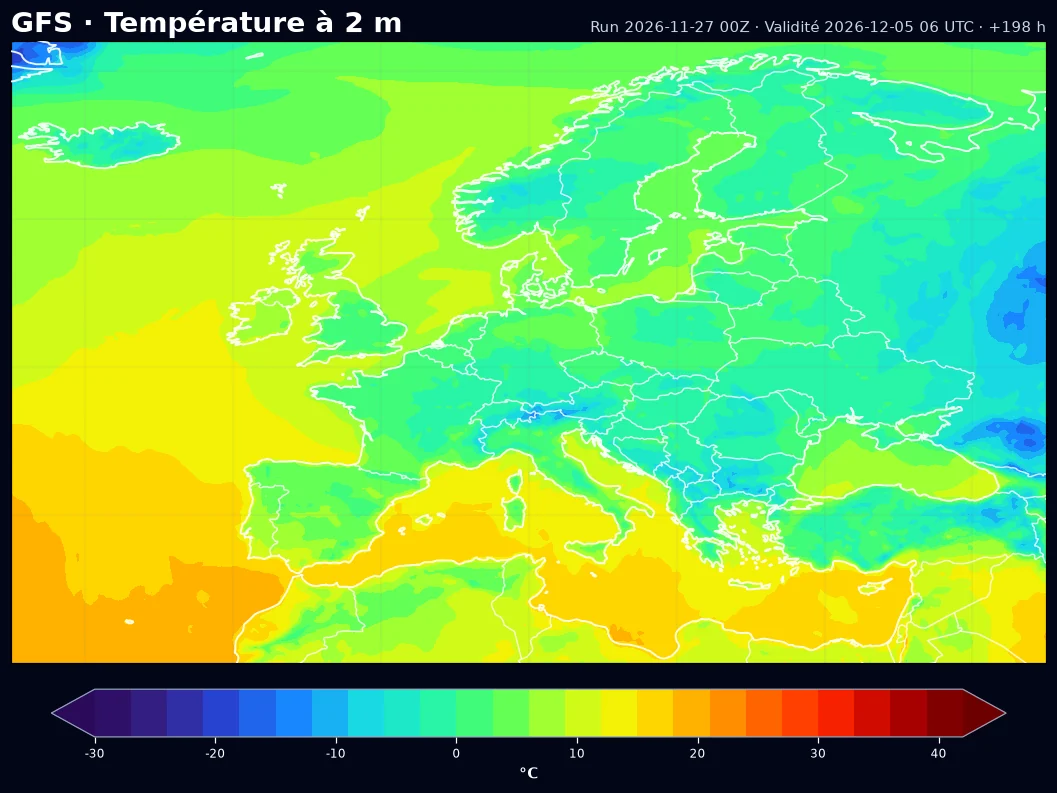 GFS · Température à 2 m
Run 2026-11-27 00Z · Validité 2026-12-05 06 UTC · +198 h
-30 -20 -10 0 10 20 30 40
°C